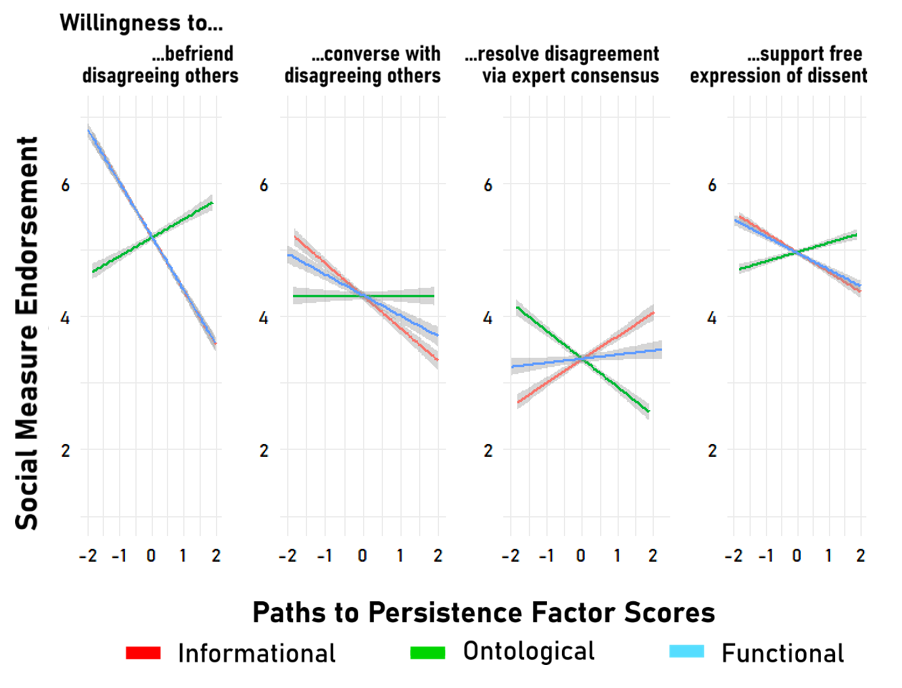 Willingness to...
...befriend
disagreeing others
...converse with
disagreeing others
...resolve disagreement
via expert consensus
...support free
expression of dissent
Social Measure Endorsement
6
4
2
6
4
2
6
4
2
6
4
2
-2 -1 0 1 2
-2 -1 0 1 2
-2 -1 0 1 2
-2 -1 0 1 2
Paths to Persistence Factor Scores
Informational
Ontological
Functional